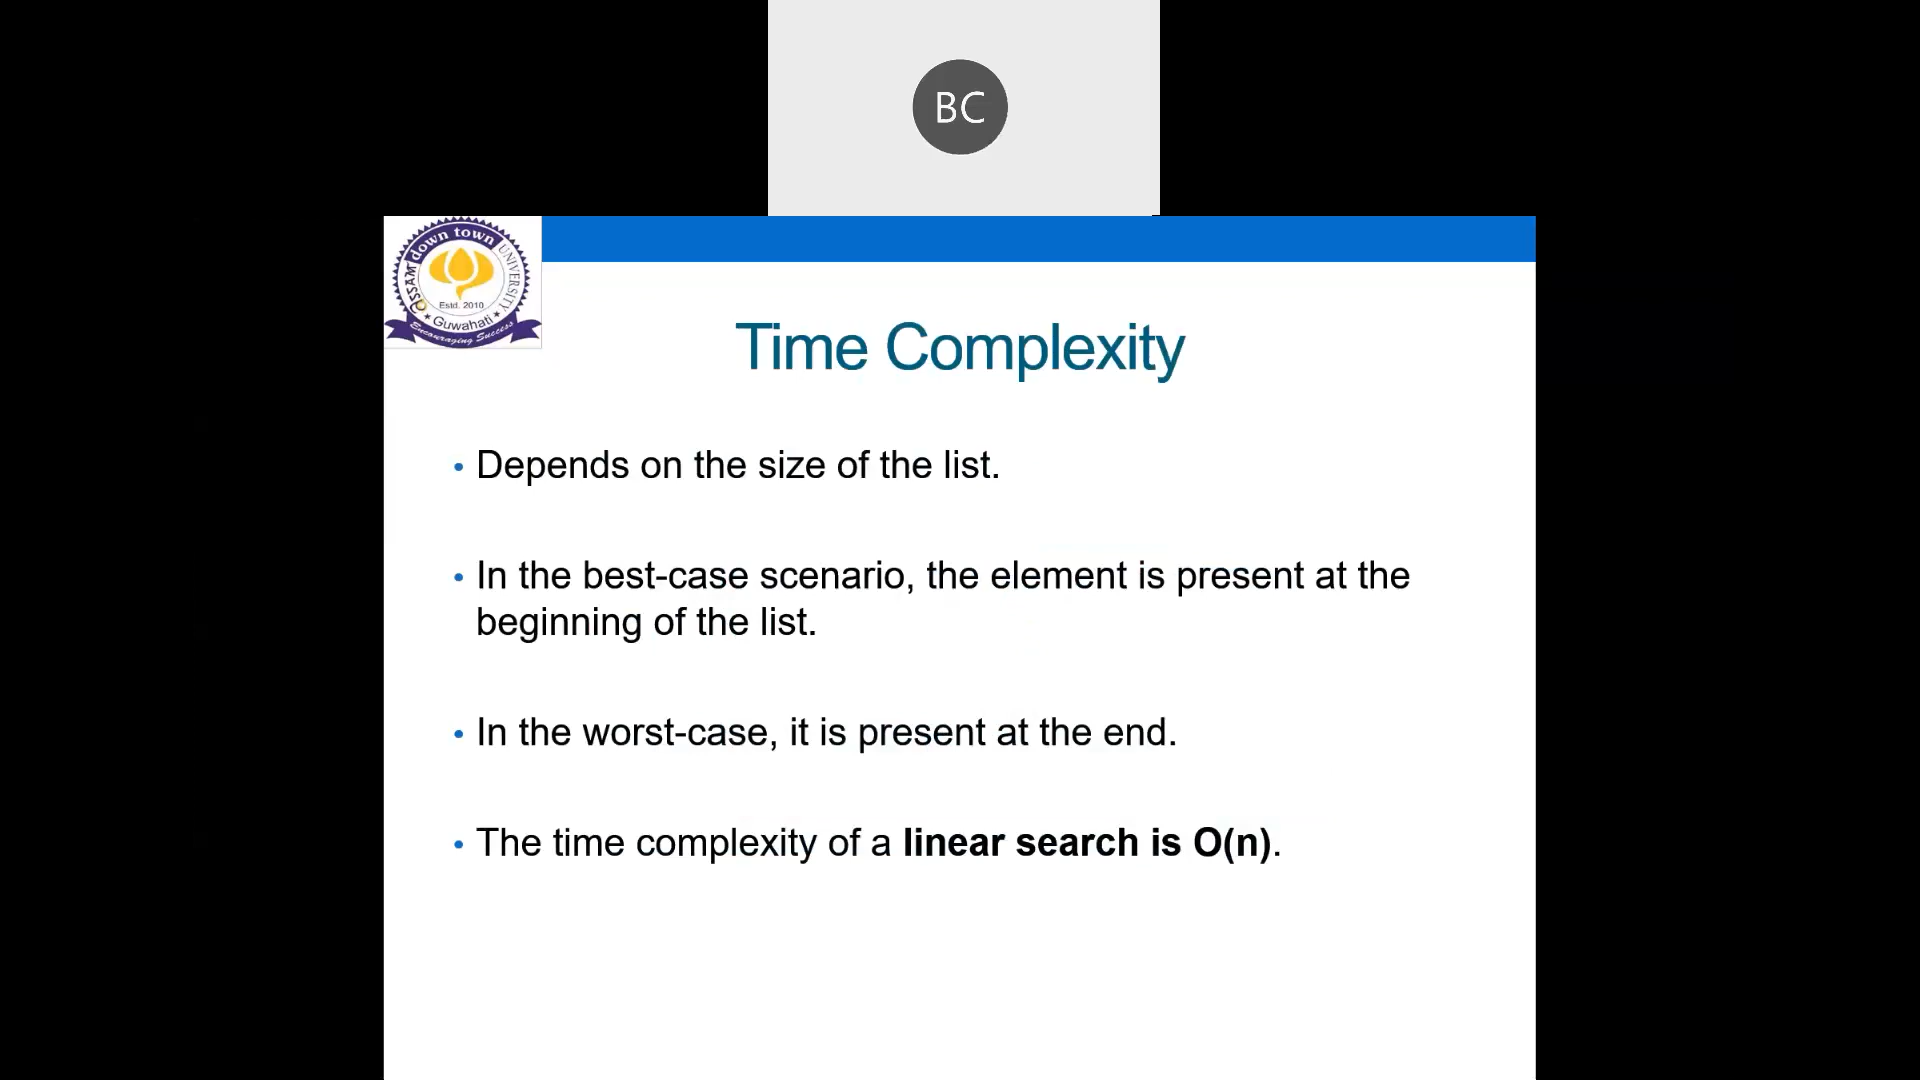 BC
ASSAM down town UNIVERSITY
Estd. 2010
Guwahati
Encouraging Success
Time Complexity
• Depends on the size of the list.
• In the best-case scenario, the element is present at the
beginning of the list.
• In the worst-case, it is present at the end.
• The time complexity of a linear search is O(n).